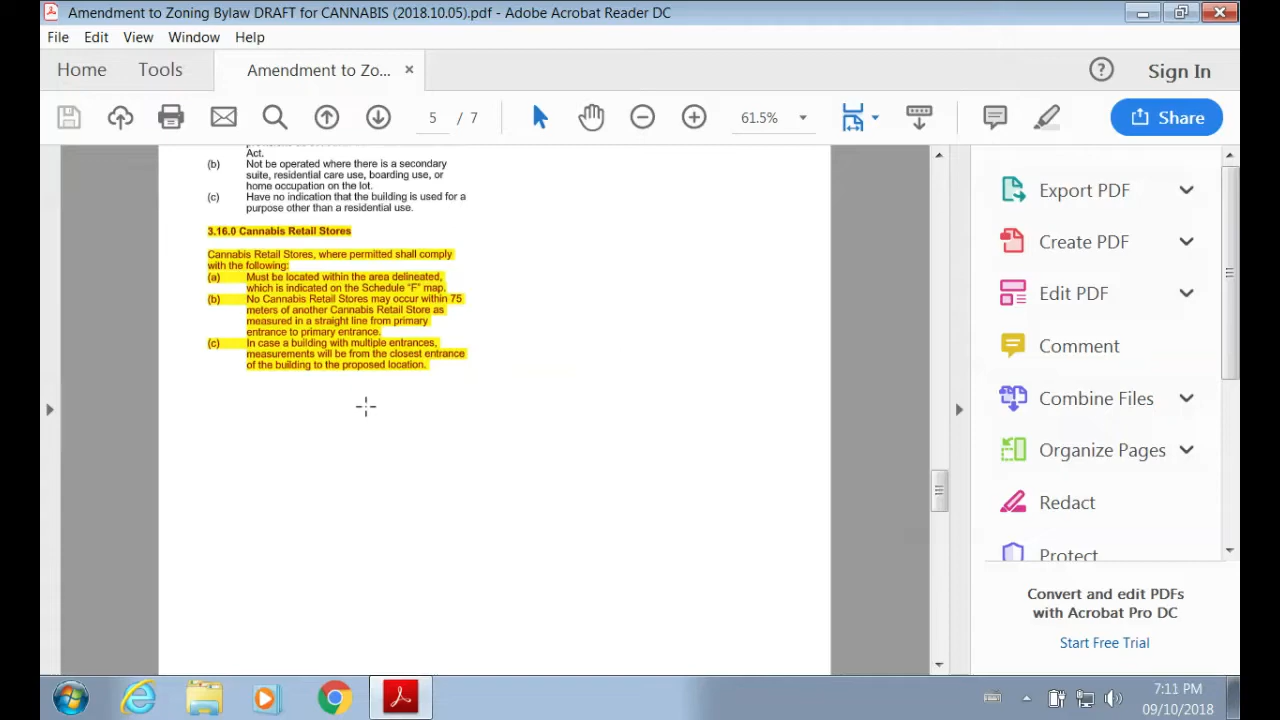 Amendment to Zoning Bylaw DRAFT for CANNABIS (2018.10.05).pdf - Adobe Acrobat Reader DC
File Edit View Window Help
Home Tools Amendment to Zo... × ? Sign In
5 / 7 61.5% Share
Act.
(b) Not be operated where there is a secondary
suite, residential care use, boarding use, or
home occupation on the lot.
(c) Have no indication that the building is used for a
purpose other than a residential use.
3.16.0 Cannabis Retail Stores
Cannabis Retail Stores, where permitted shall comply
with the following:
(a) Must be located within the area delineated,
which is indicated on the Schedule "F" map.
(b) No Cannabis Retail Stores may occur within 75
meters of another Cannabis Retail Store as
measured in a straight line from primary
entrance to primary entrance.
(c) In case a building with multiple entrances,
measurements will be from the closest entrance
of the building to the proposed location.
Export PDF
Create PDF
Edit PDF
Comment
Combine Files
Organize Pages
Redact
Protect
Convert and edit PDFs
with Acrobat Pro DC
Start Free Trial
7:11 PM
09/10/2018